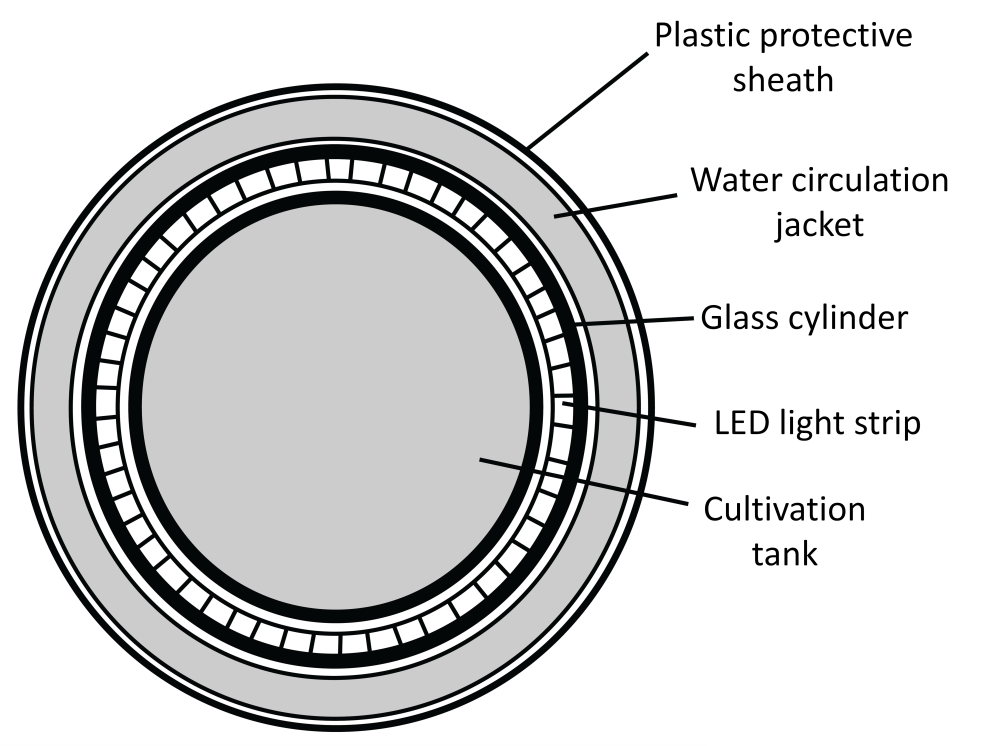 Plastic protective
sheath
Water circulation
jacket
Glass cylinder
LED light strip
Cultivation
tank